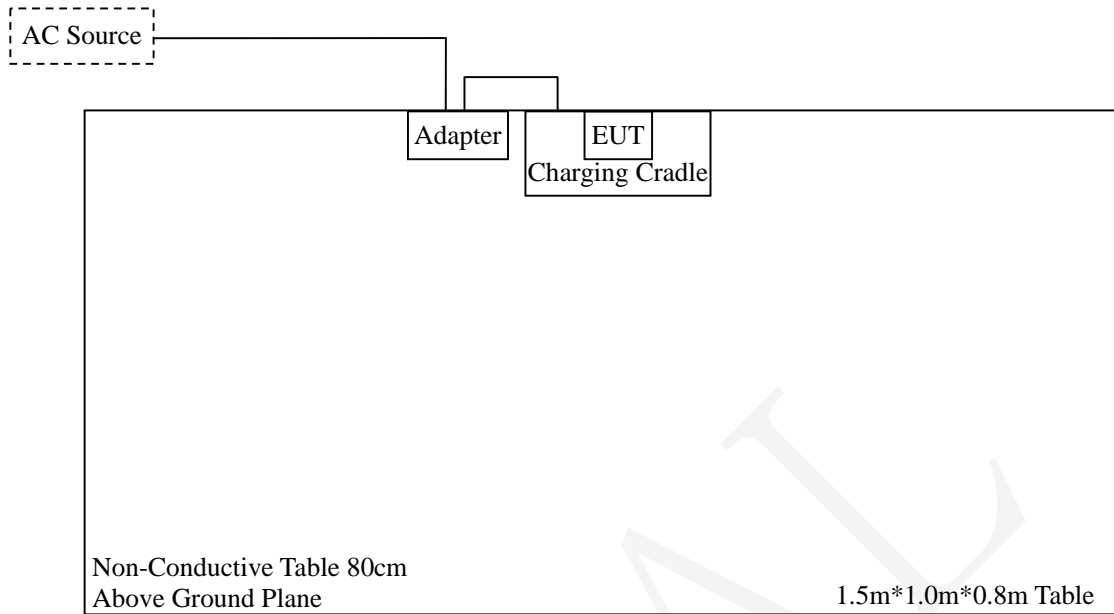 AC Source
Adapter
EUT
Charging Cradle
Non-Conductive Table 80cm
Above Ground Plane
1.5m*1.0m*0.8m Table